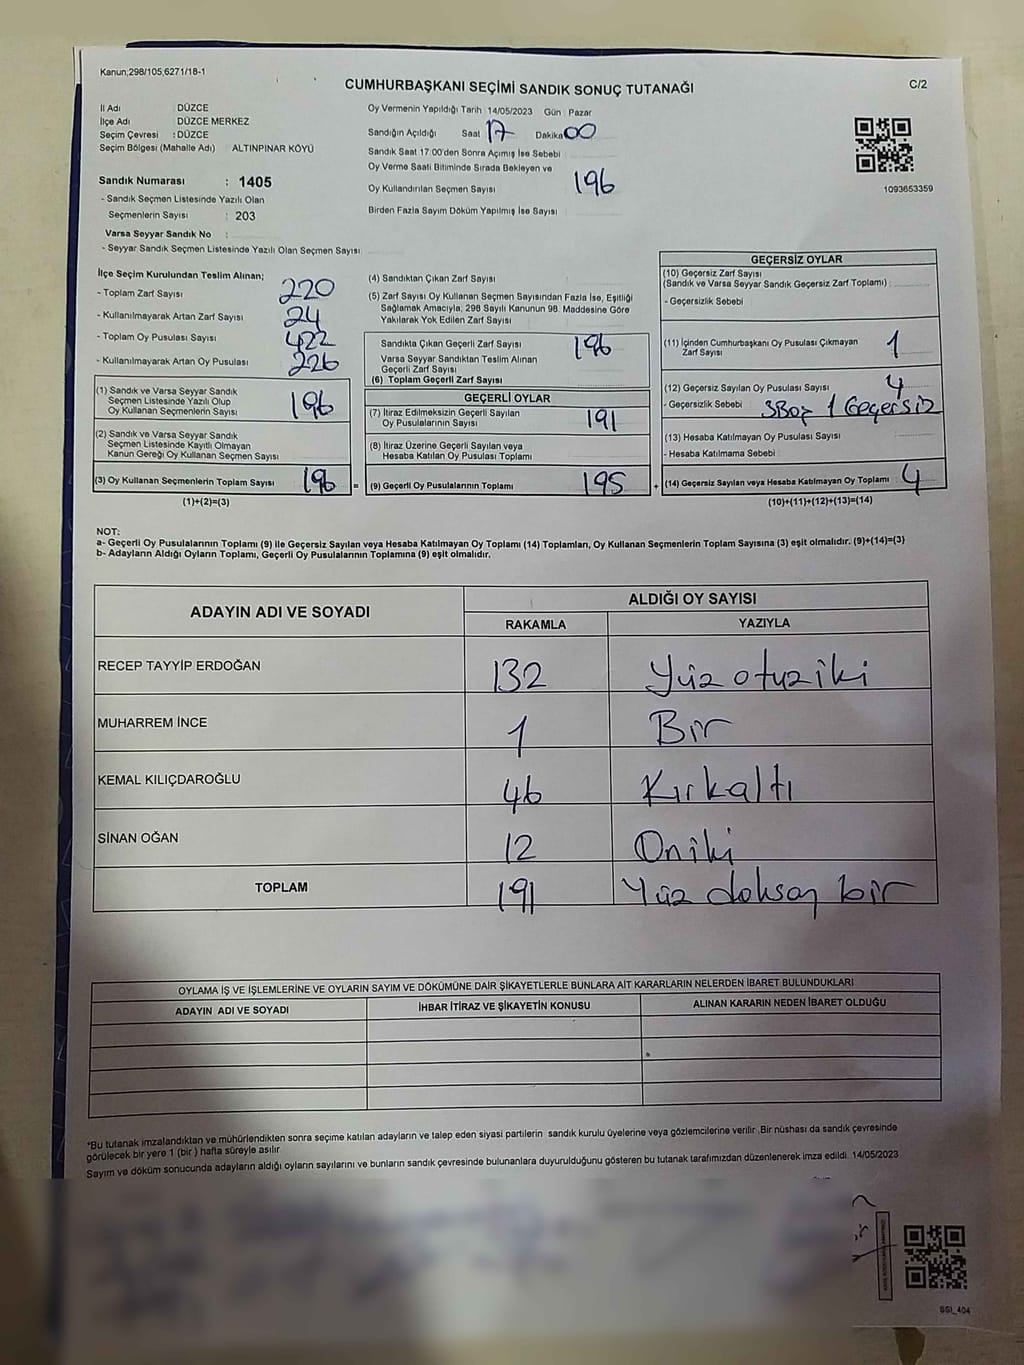 Kanun;298/105,6271/18-1
CUMHURBAŞKANI SEÇİMİ SANDIK SONUÇ TUTANAĞI
C/2
İl Adı : DÜZCE
İlçe Adı : DÜZCE MERKEZ
Seçim Çevresi : DÜZCE
Seçim Bölgesi (Mahalle Adı) ALTINPINAR KÖYÜ
Sandık Numarası : 1405
- Sandık Seçmen Listesinde Yazılı Olan
Seçmenlerin Sayısı : 203
Varsa Seyyar Sandık No :
- Seyyar Sandık Seçmen Listesinde Yazılı Olan Seçmen Sayısı
Oy Vermenin Yapıldığı Tarih 14/05/2023 Gün Pazar
Sandığın Açıldığı Saat 17 Dakika 00
Sandık Saat 17:00'den Sonra Açımış İse Sebebi
Oy Verme Saati Bitiminde Sırada Bekleyen ve
Oy Kullandırılan Seçmen Sayısı 196
Birden Fazla Sayım Döküm Yapılmış İse Sayısı
1093653359
İlçe Seçim Kurulundan Teslim Alınan;
- Toplam Zarf Sayısı 220
- Kullanılmayarak Artan Zarf Sayısı 24
- Toplam Oy Pusulası Sayısı 422
- Kullanılmayarak Artan Oy Pusulası 226
(1) Sandık ve Varsa Seyyar Sandık
Seçmen Listesinde Yazılı Olup
Oy Kullanan Seçmenlerin Sayısı 196
(2) Sandık ve Varsa Seyyar Sandık
Seçmen Listesinde Kayıtlı Olmayan
Kanun Gereği Oy Kullanan Seçmen Sayısı
(3) Oy Kullanan Seçmenlerin Toplam Sayısı 196 =
(1)+(2)=(3)
(4) Sandıktan Çıkan Zarf Sayısı
(5) Zarf Sayısı Oy Kullanan Seçmen Sayısından Fazla İse, Eşitliği
Sağlamak Amacıyla, 298 Sayılı Kanunun 98. Maddesine Göre
Yakılarak Yok Edilen Zarf Sayısı
Sandıkta Çıkan Geçerli Zarf Sayısı 196
Varsa Seyyar Sandıktan Teslim Alınan
Geçerli Zarf Sayısı
(6) Toplam Geçerli Zarf Sayısı
GEÇERLİ OYLAR
(7) İtiraz Edilmeksizin Geçerli Sayılan
Oy Pusulalarının Sayısı 191
(8) İtiraz Üzerine Geçerli Sayılan veya
Hesaba Katılan Oy Pusulası Toplamı
(9) Geçerli Oy Pusulalarının Toplamı 195 +
GEÇERSİZ OYLAR
(10) Geçersiz Zarf Sayısı
(Sandık ve Varsa Seyyar Sandık Geçersiz Zarf Toplamı)
- Geçersizlik Sebebi
(11) İçinden Cumhurbaşkanı Oy Pusulası Çıkmayan
Zarf Sayısı 1
(12) Geçersiz Sayılan Oy Pusulası Sayısı 4
- Geçersizlik Sebebi 3Boş 1 Geçersiz
(13) Hesaba Katılmayan Oy Pusulası Sayısı
- Hesaba Katılmama Sebebi
(14) Geçersiz Sayılan veya Hesaba Katılmayan Oy Toplamı 4
(10)+(11)+(12)+(13)=(14)
NOT:
a- Geçerli Oy Pusulalarının Toplamı (9) ile Geçersiz Sayılan veya Hesaba Katılmayan Oy Toplamı (14) Toplamları, Oy Kullanan Seçmenlerin Toplam Sayısına (3) eşit olmalıdır. (9)+(14)=(3)
b- Adayların Aldığı Oyların Toplamı, Geçerli Oy Pusulalarının Toplamına (9) eşit olmalıdır.
ADAYIN ADI VE SOYADI
ALDIĞI OY SAYISI
RAKAMLA YAZIYLA
RECEP TAYYİP ERDOĞAN 132 Yüz otuz iki
MUHARREM İNCE 1 Bir
KEMAL KILIÇDAROĞLU 46 Kırkaltı
SİNAN OĞAN 12 Oniki
TOPLAM 191 Yüz doksan bir
OYLAMA İŞ VE İŞLEMLERİNE VE OYLARIN SAYIM VE DÖKÜMÜNE DAİR ŞİKAYETLERLE BUNLARA AİT KARARLARIN NELERDEN İBARET BULUNDUKLARI
ADAYIN ADI VE SOYADI İHBAR İTİRAZ VE ŞİKAYETİN KONUSU ALINAN KARARIN NEDEN İBARET OLDUĞU
*Bu tutanak imzalandıktan ve mühürlendikten sonra seçime katılan adayların ve talep eden siyasi partilerin sandık kurulu üyelerine veya gözlemcilerine verilir. Bir nüshası da sandık çevresinde
görülecek bir yere 1 (bir) hafta süreyle asılır
Sayım ve döküm sonucunda adayların aldığı oyların sayılarını ve bunların sandık çevresinde bulunanlara duyurulduğunu gösteren bu tutanak tarafımızdan düzenlenerek imza edildi. 14/05/2023
SSI_404